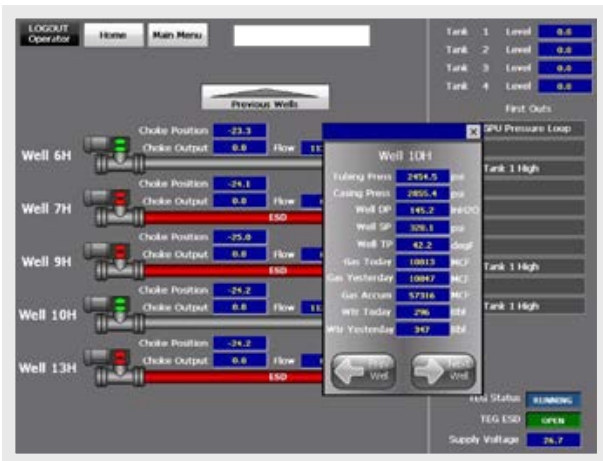 LOGOUT
Operator
Home
Main Menu
Tank 1 Level 0.0
Tank 2 Level 0.0
Tank 3 Level 0.0
Tank 4 Level 0.0
First Outs
GPU Pressure Loop
Tank 1 High
Tank 1 High
Tank 1 High
Previous Wells
Well 6H
Choke Position -23.3
Choke Output 0.0 Flow
Well 7H
Choke Position -24.1
Choke Output 0.0 Flow
ESD
Well 9H
Choke Position -25.0
Choke Output 0.0 Flow
ESD
Well 10H
Choke Position -24.2
Choke Output 0.0 Flow
Well 13H
Choke Position -24.2
Choke Output 0.0 Flow
ESD
Well 10H
Tubing Press 2454.5 psi
Casing Press 2855.4 psi
Well DP 145.2 InH2O
Well SP 328.1 psi
Well TP 42.2 degF
Gas Today 10813 MCF
Gas Yesterday 10847 MCF
Gas Accum 57316 MCF
Wtr Today 296 Bbl
Wtr Yesterday 347 Bbl
Prev Well
Next Well
TEG Status RUNNING
TEG ESD OPEN
Supply Voltage 26.7